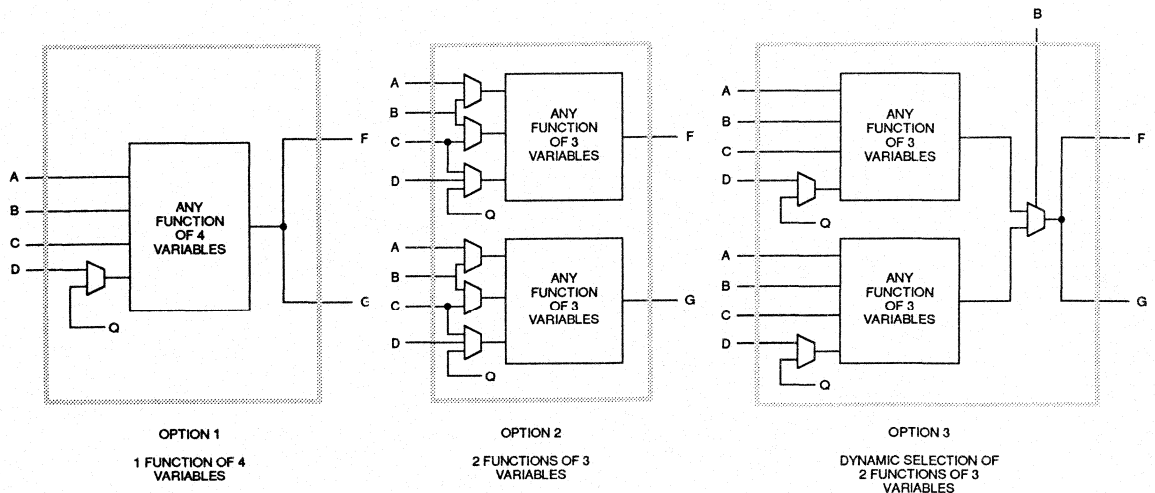 A
B
C
D
Q
ANY
FUNCTION
OF 4
VARIABLES
F
G
OPTION 1
1 FUNCTION OF 4
VARIABLES
A
B
C
D
Q
ANY
FUNCTION
OF 3
VARIABLES
F
A
B
C
D
Q
ANY
FUNCTION
OF 3
VARIABLES
G
OPTION 2
2 FUNCTIONS OF 3
VARIABLES
B
A
B
C
D
Q
ANY
FUNCTION
OF 3
VARIABLES
F
A
B
C
D
Q
ANY
FUNCTION
OF 3
VARIABLES
G
OPTION 3
DYNAMIC SELECTION OF
2 FUNCTIONS OF 3
VARIABLES